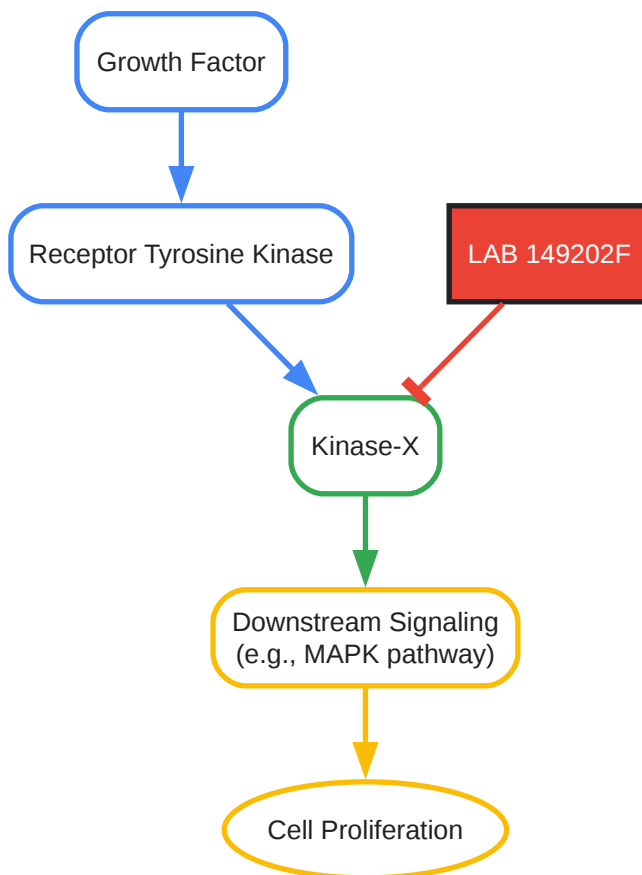 Growth Factor
Receptor Tyrosine Kinase
LAB 149202F
Kinase-X
Downstream Signaling
(e.g., MAPK pathway)
Cell Proliferation